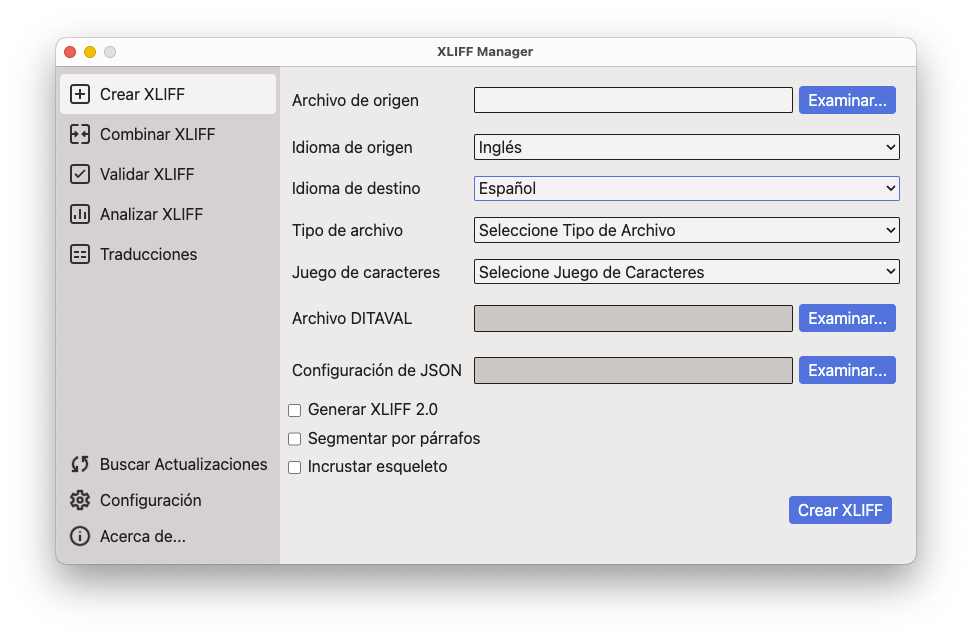 XLIFF Manager
Crear XLIFF
Combinar XLIFF
Validar XLIFF
Analizar XLIFF
Traducciones
Buscar Actualizaciones
Configuración
Acerca de...
Archivo de origen Examinar...
Idioma de origen Inglés
Idioma de destino Español
Tipo de archivo Seleccione Tipo de Archivo
Juego de caracteres Selecione Juego de Caracteres
Archivo DITAVAL Examinar...
Configuración de JSON Examinar...
Generar XLIFF 2.0
Segmentar por párrafos
Incrustar esqueleto
Crear XLIFF